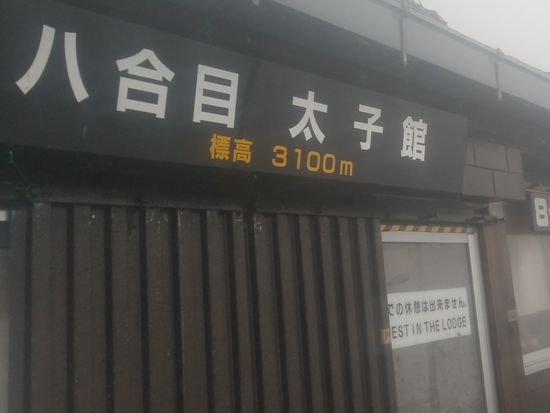 八合目 太子館
標高 3100m
での休憩は出来ません。
REST IN THE LODGE